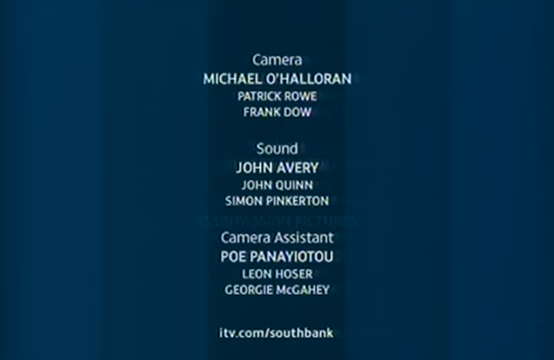 Camera
MICHAEL O'HALLORAN
PATRICK ROWE
FRANK DOW
Sound
JOHN AVERY
JOHN QUINN
SIMON PINKERTON
Camera Assistant
POE PANAYIOTOU
LEON HOSER
GEORGIE McGAHEY
itv.com/southbank